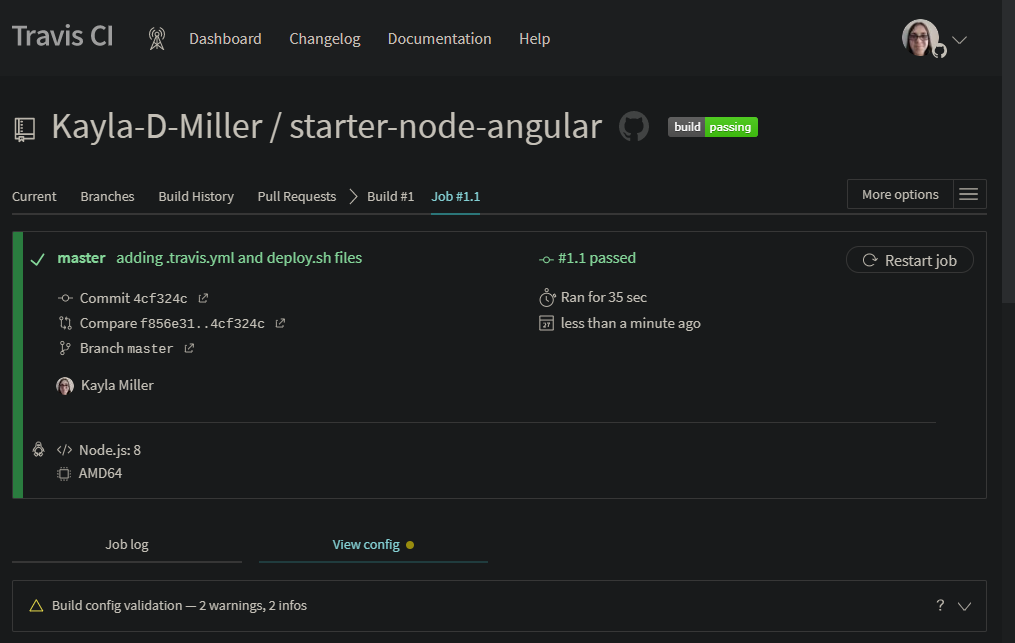 Travis CI Dashboard Changelog Documentation Help
Kayla-D-Miller / starter-node-angular build passing
Current Branches Build History Pull Requests Build #1 Job #1.1 More options
master adding .travis.yml and deploy.sh files #1.1 passed Restart job
Commit 4cf324c Ran for 35 sec
Compare f856e31..4cf324c less than a minute ago
Branch master
Kayla Miller
</> Node.js: 8
AMD64
Job log View config
Build config validation — 2 warnings, 2 infos ?